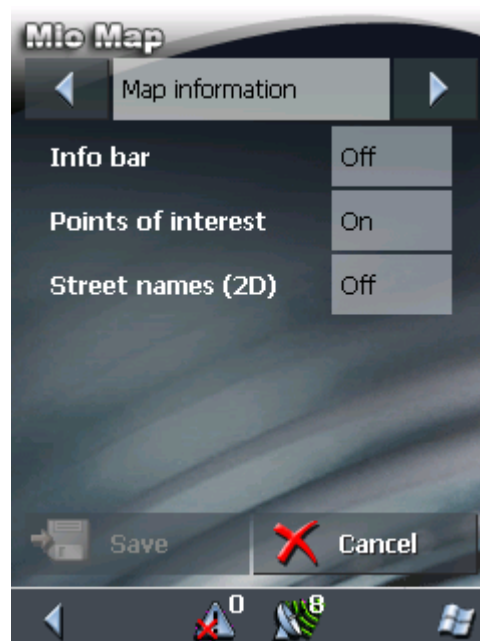 Mio Map
Map information
Info bar Off
Points of interest On
Street names (2D) Off
Save Cancel
0 8